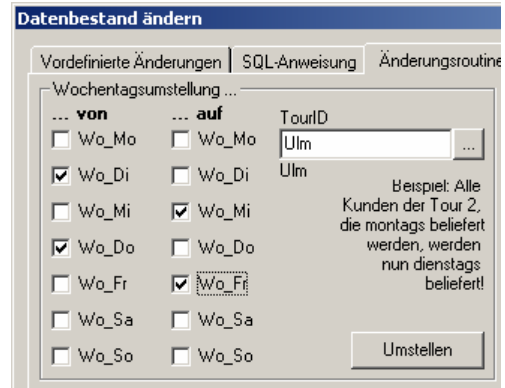 Datenbestand ändern
Vordefinierte Änderungen SQL-Anweisung Änderungsroutine
Wochentagsumstellung ...
... von ... auf TourID
Wo_Mo Wo_Mo Ulm ...
Wo_Di Wo_Di Ulm
Beispiel: Alle
Kunden der Tour 2,
Wo_Mi Wo_Mi die montags beliefert
Wo_Do Wo_Do werden, werden
nun dienstags
Wo_Fr Wo_Fr beliefert!
Wo_Sa Wo_Sa
Wo_So Wo_So Umstellen